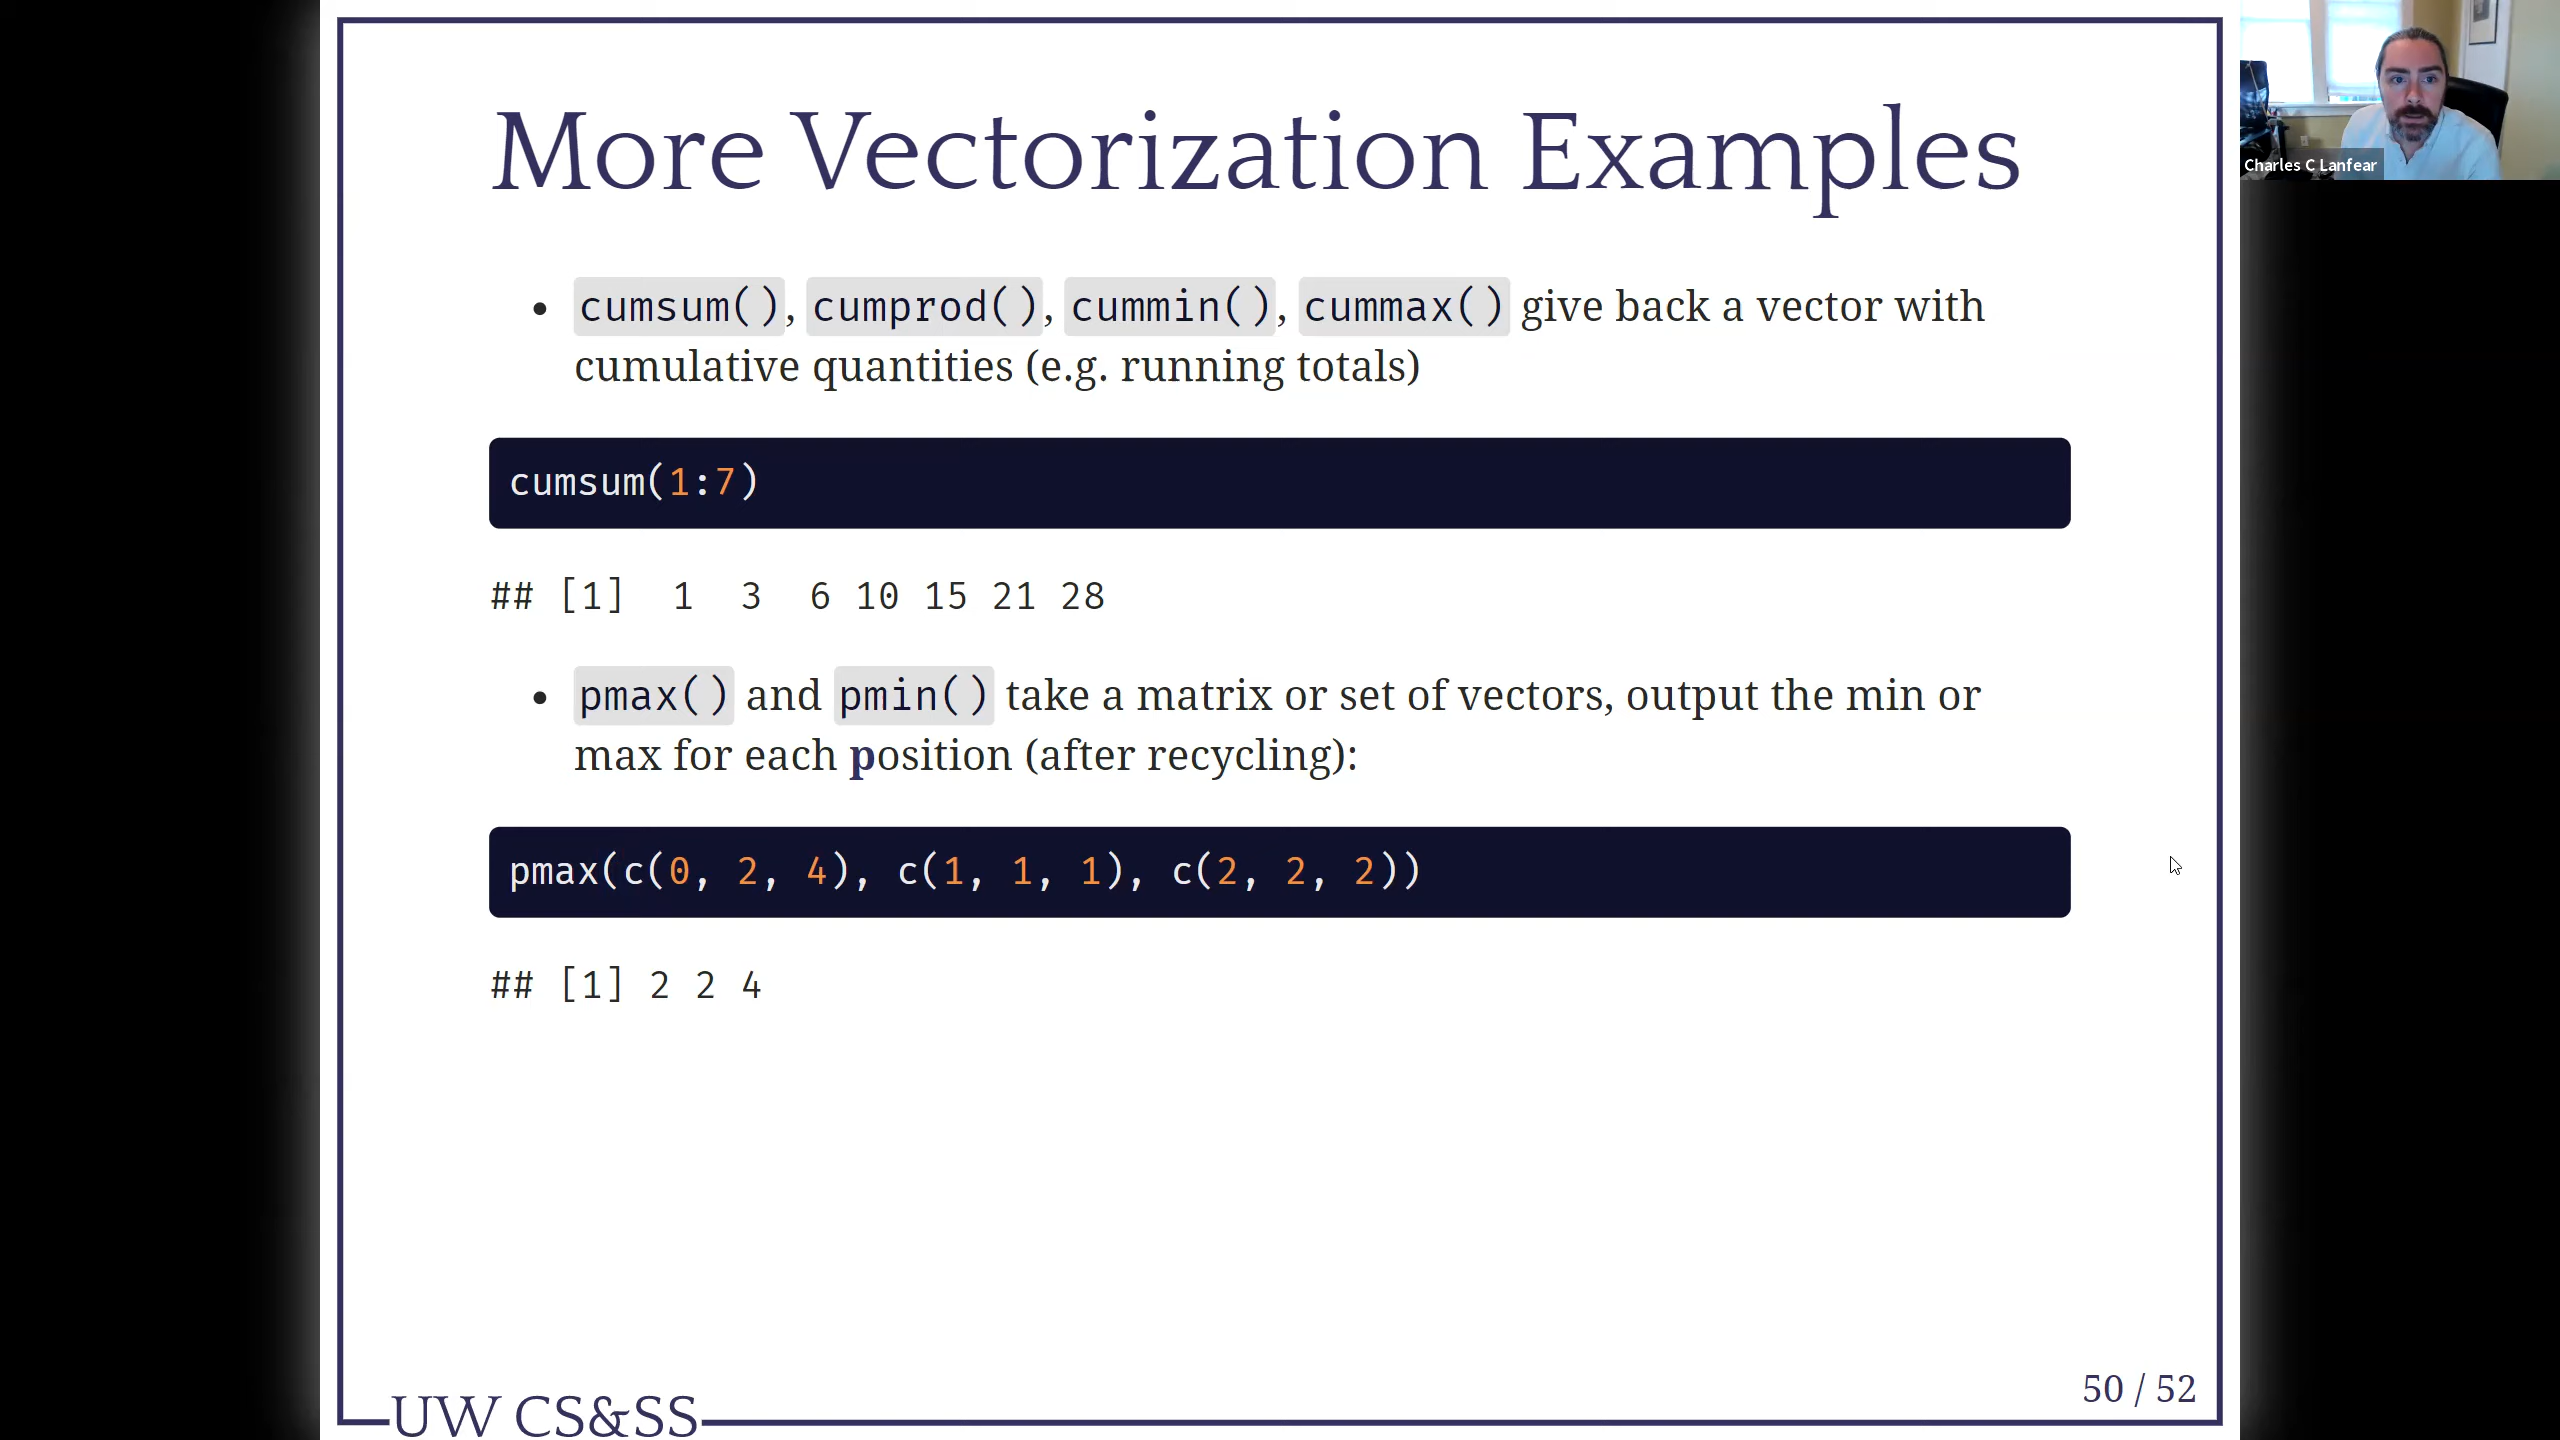 More Vectorization Examples
Charles C Lanfear
• cumsum(), cumprod(), cummin(), cummax() give back a vector with
cumulative quantities (e.g. running totals)
cumsum(1:7)
## [1]  1  3  6 10 15 21 28
• pmax() and pmin() take a matrix or set of vectors, output the min or
max for each position (after recycling):
pmax(c(0, 2, 4), c(1, 1, 1), c(2, 2, 2))
## [1] 2 2 4
50 / 52
UW CS&SS